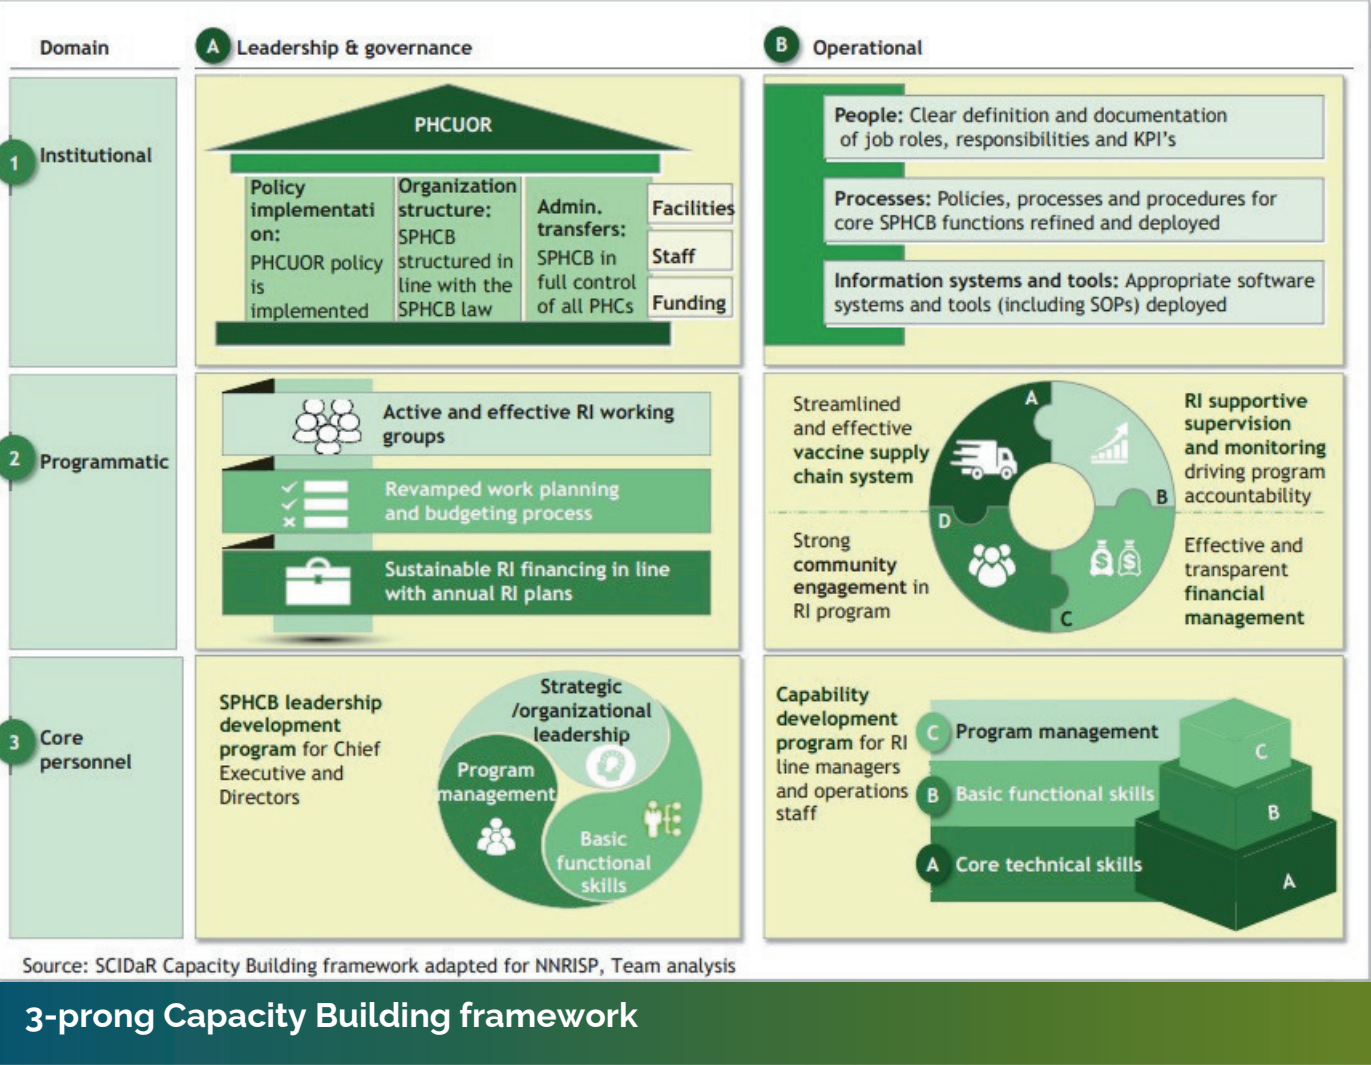 Domain
A Leadership & governance
B Operational
1 Institutional
PHCUOR
Policy
implementati
on:
PHCUOR policy
is
implemented
Organization
structure:
SPHCB
structured in
line with the
SPHCB law
Admin.
transfers:
SPHCB in
full control
of all PHCs
Facilities
Staff
Funding
People: Clear definition and documentation
of job roles, responsibilities and KPI's
Processes: Policies, processes and procedures for
core SPHCB functions refined and deployed
Information systems and tools: Appropriate software
systems and tools (including SOPs) deployed
2 Programmatic
Active and effective RI working
groups
Revamped work planning
and budgeting process
Sustainable RI financing in line
with annual RI plans
Streamlined
and effective
vaccine supply
chain system
A
RI supportive
supervision
and monitoring
driving program
accountability
B
Strong
community
engagement in
RI program
D
$ $
C
Effective and
transparent
financial
management
3 Core
personnel
SPHCB leadership
development
program for Chief
Executive and
Directors
Strategic
/organizational
leadership
Program
management
Basic
functional
skills
Capability
development
program for RI
line managers
and operations
staff
C Program management
B Basic functional skills
A Core technical skills
C
B
A
Source: SCIDaR Capacity Building framework adapted for NNRISP, Team analysis
3-prong Capacity Building framework